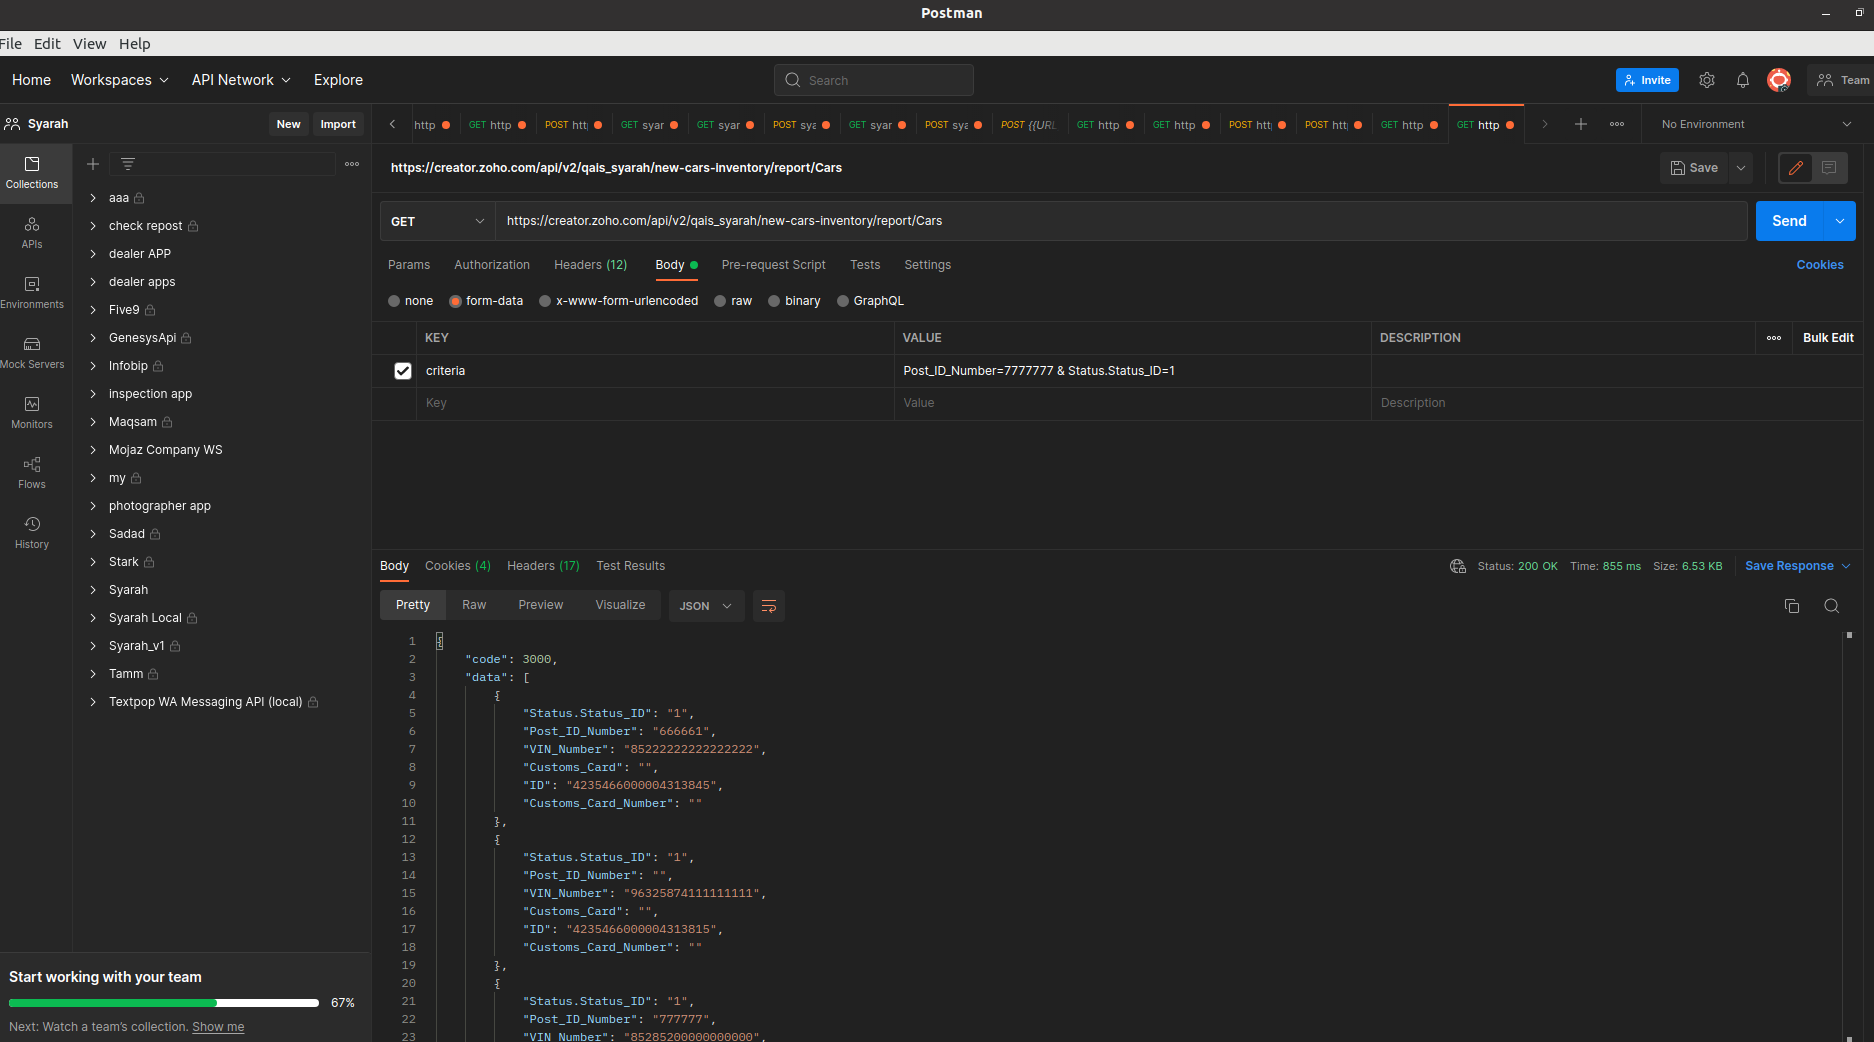 Postman
File Edit View Help
Home Workspaces API Network Explore Search Invite Team
Syarah New Import
http GET http POST htt GET syar GET syar POST sya GET syar POST sya POST {{URL GET http GET http POST htt POST htt GET http GET http No Environment
https://creator.zoho.com/api/v2/qais_syarah/new-cars-inventory/report/Cars Save
GET https://creator.zoho.com/api/v2/qais_syarah/new-cars-inventory/report/Cars Send
Params Authorization Headers (12) Body Pre-request Script Tests Settings Cookies
none form-data x-www-form-urlencoded raw binary GraphQL
KEY VALUE DESCRIPTION Bulk Edit
criteria Post_ID_Number=7777777 & Status.Status_ID=1
Key Value Description
Collections
APIs
Environments
Mock Servers
Monitors
Flows
History
aaa
check repost
dealer APP
dealer apps
Five9
GenesysApi
Infobip
inspection app
Maqsam
Mojaz Company WS
my
photographer app
Sadad
Stark
Syarah
Syarah Local
Syarah_v1
Tamm
Textpop WA Messaging API (local)
Start working with your team
67%
Next: Watch a team's collection. Show me
Body Cookies (4) Headers (17) Test Results Status: 200 OK Time: 855 ms Size: 6.53 KB Save Response
Pretty Raw Preview Visualize JSON
1 {
2 "code": 3000,
3 "data": [
4 {
5 "Status.Status_ID": "1",
6 "Post_ID_Number": "666661",
7 "VIN_Number": "85222222222222222",
8 "Customs_Card": "",
9 "ID": "4235466000004313845",
10 "Customs_Card_Number": ""
11 },
12 {
13 "Status.Status_ID": "1",
14 "Post_ID_Number": "",
15 "VIN_Number": "96325874111111111",
16 "Customs_Card": "",
17 "ID": "4235466000004313815",
18 "Customs_Card_Number": ""
19 },
20 {
21 "Status.Status_ID": "1",
22 "Post_ID_Number": "777777",
23 "VIN_Number": "85285200000000000",